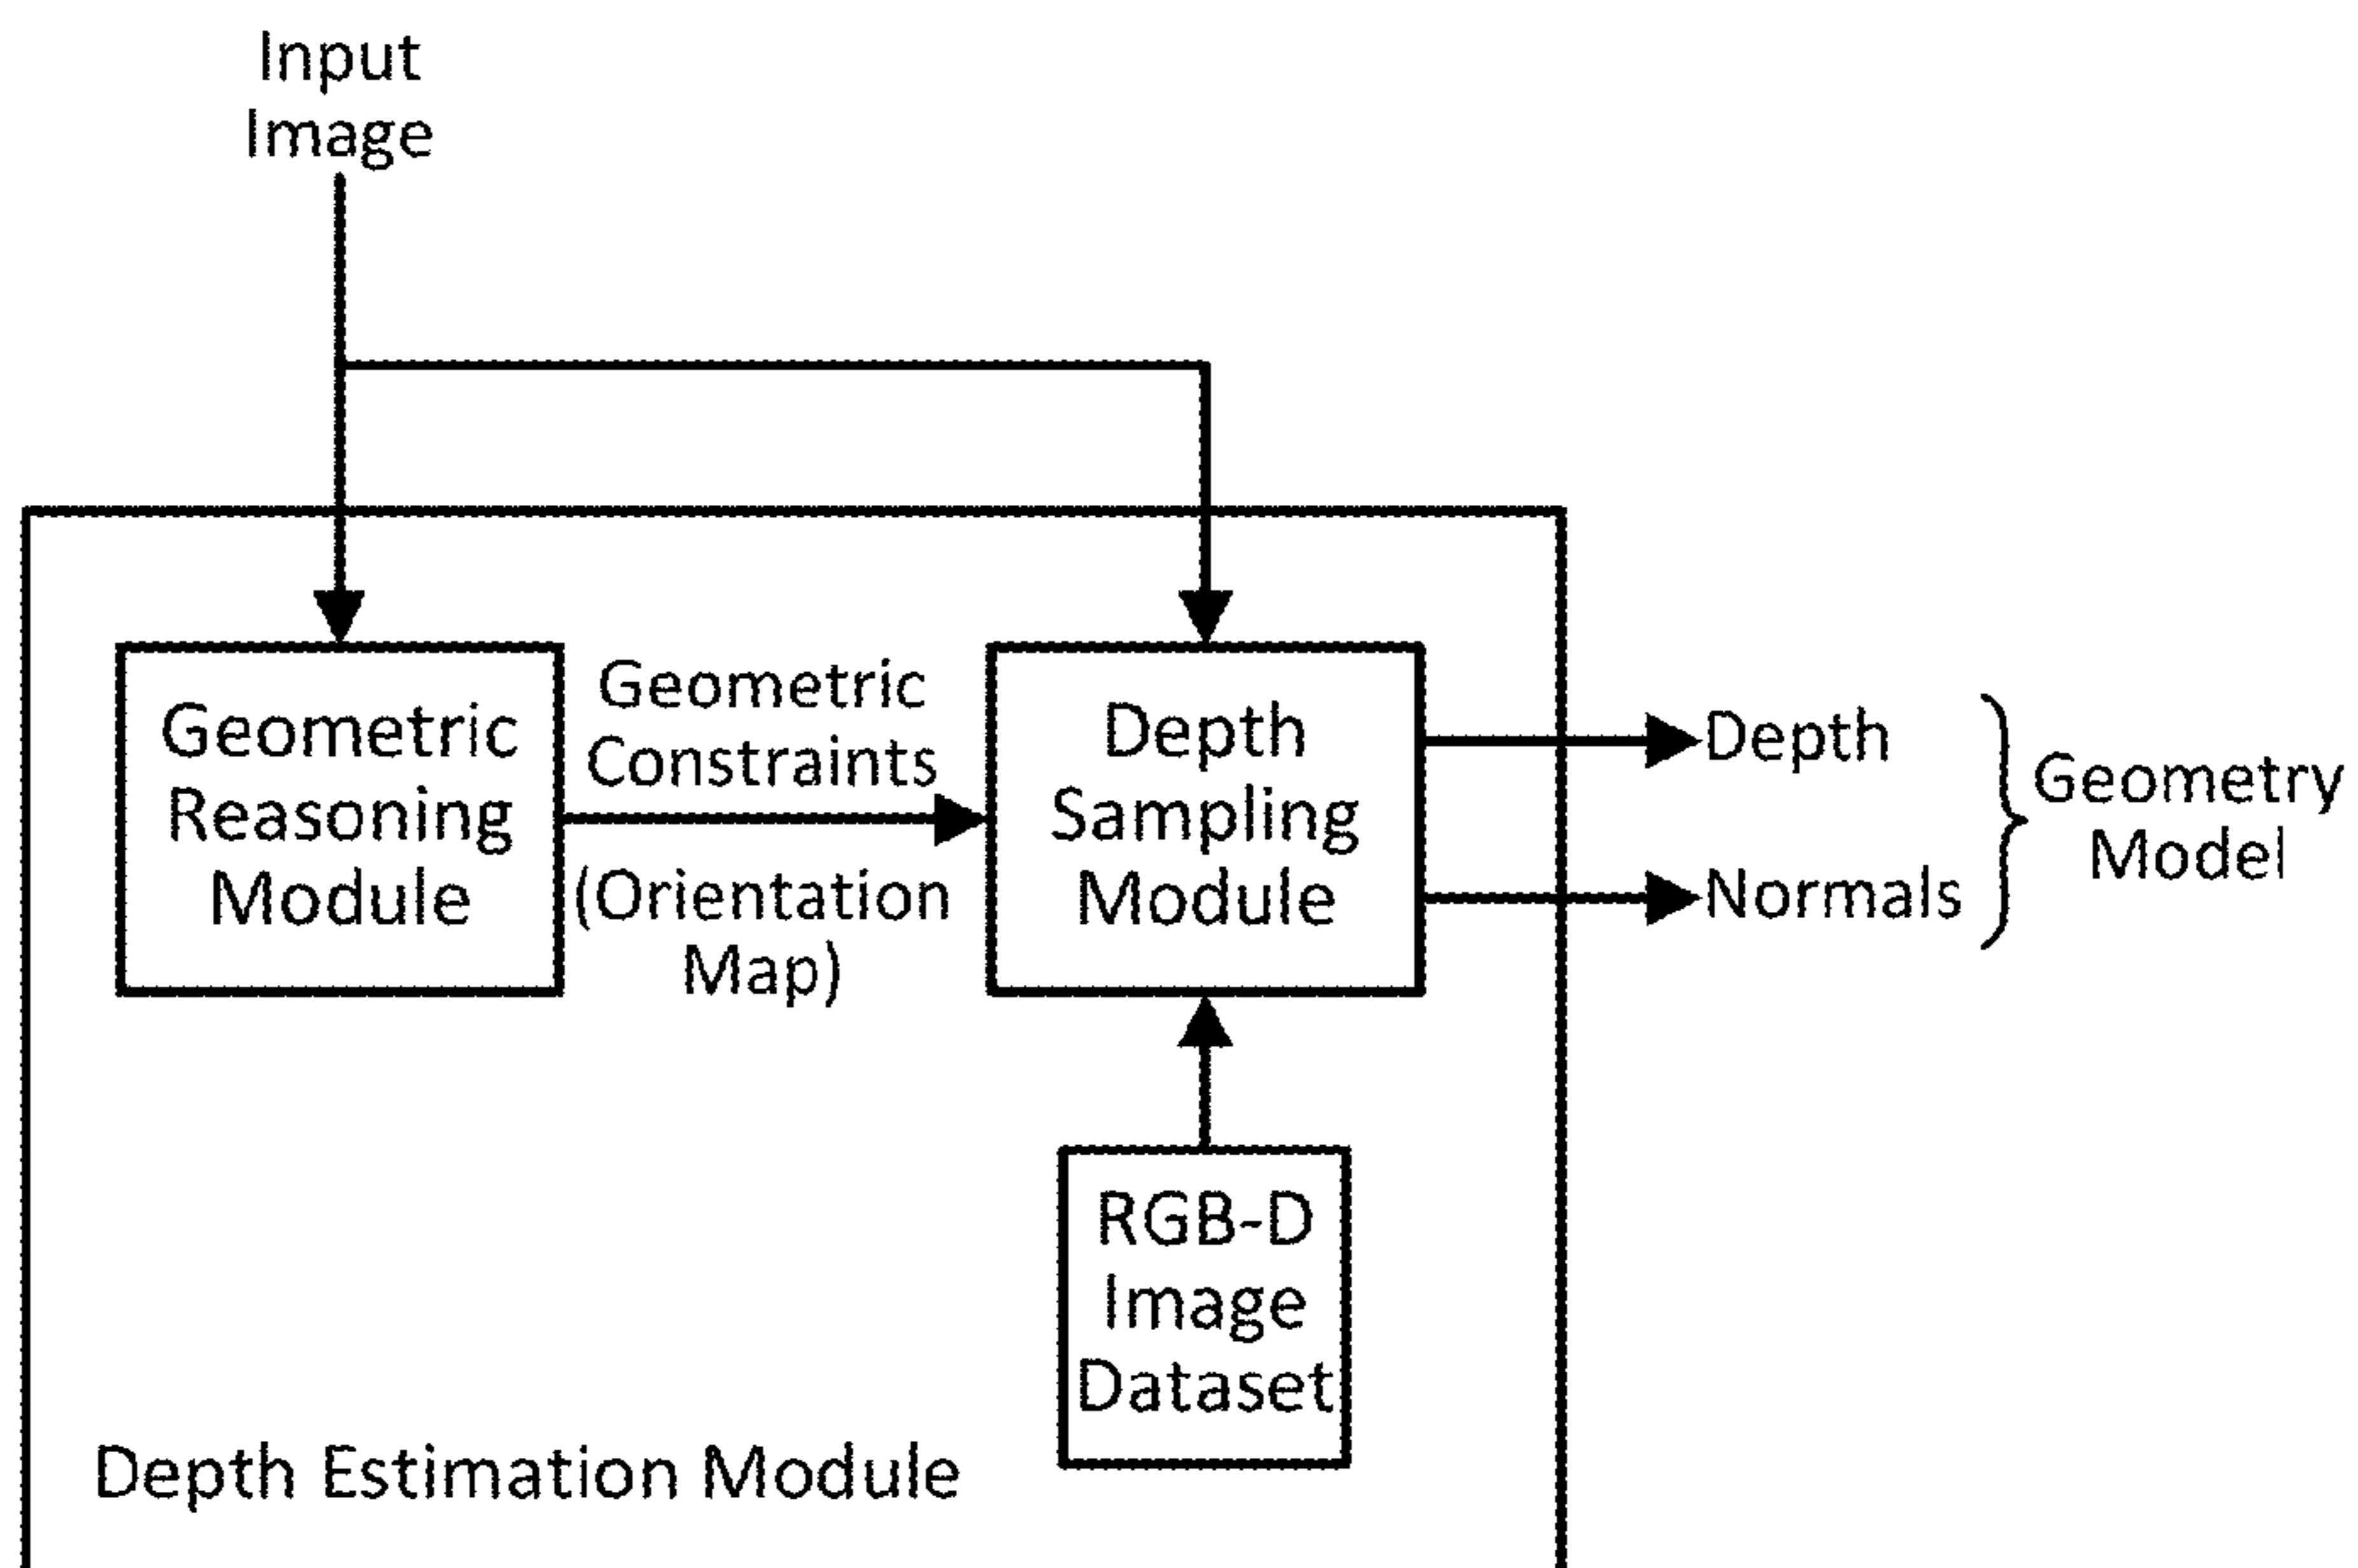 Input
Image
Geometric
Reasoning
Module
Geometric
Constraints
(Orientation
Map)
Depth
Sampling
Module
Depth
Normals
Geometry
Model
RGB-D
Image
Dataset
Depth Estimation Module